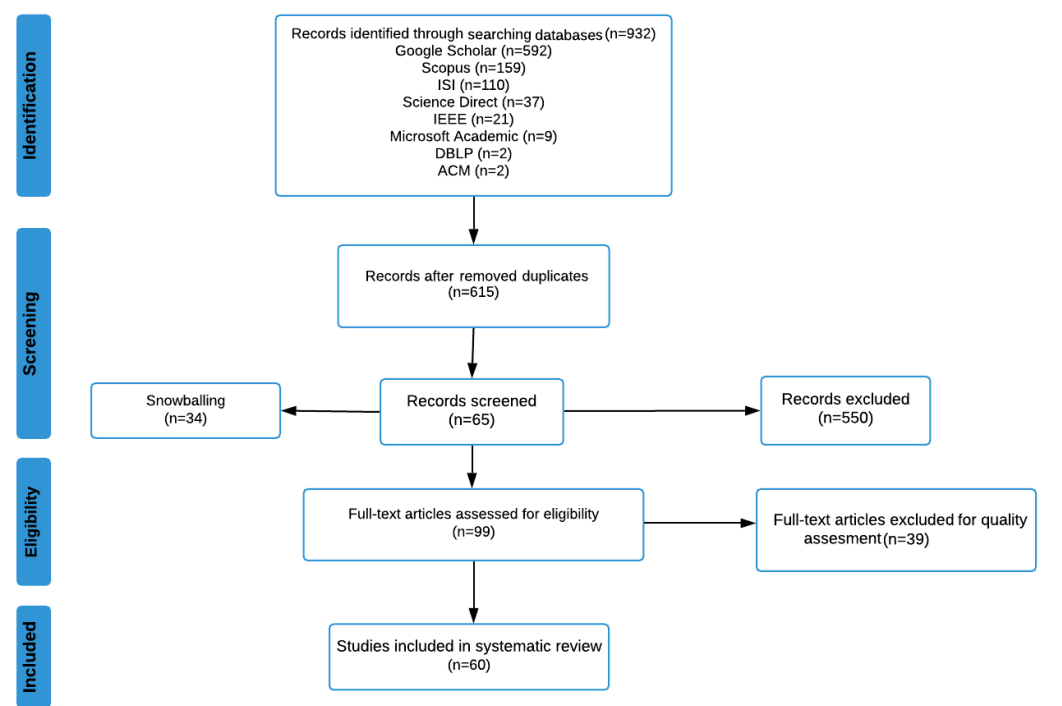 Identification
Records identified through searching databases (n=932)
Google Scholar (n=592)
Scopus (n=159)
ISI (n=110)
Science Direct (n=37)
IEEE (n=21)
Microsoft Academic (n=9)
DBLP (n=2)
ACM (n=2)
Screening
Records after removed duplicates
(n=615)
Snowballing
(n=34)
Records screened
(n=65)
Records excluded
(n=550)
Eligibility
Full-text articles assessed for eligibility
(n=99)
Full-text articles excluded for quality
assesment (n=39)
Included
Studies included in systematic review
(n=60)